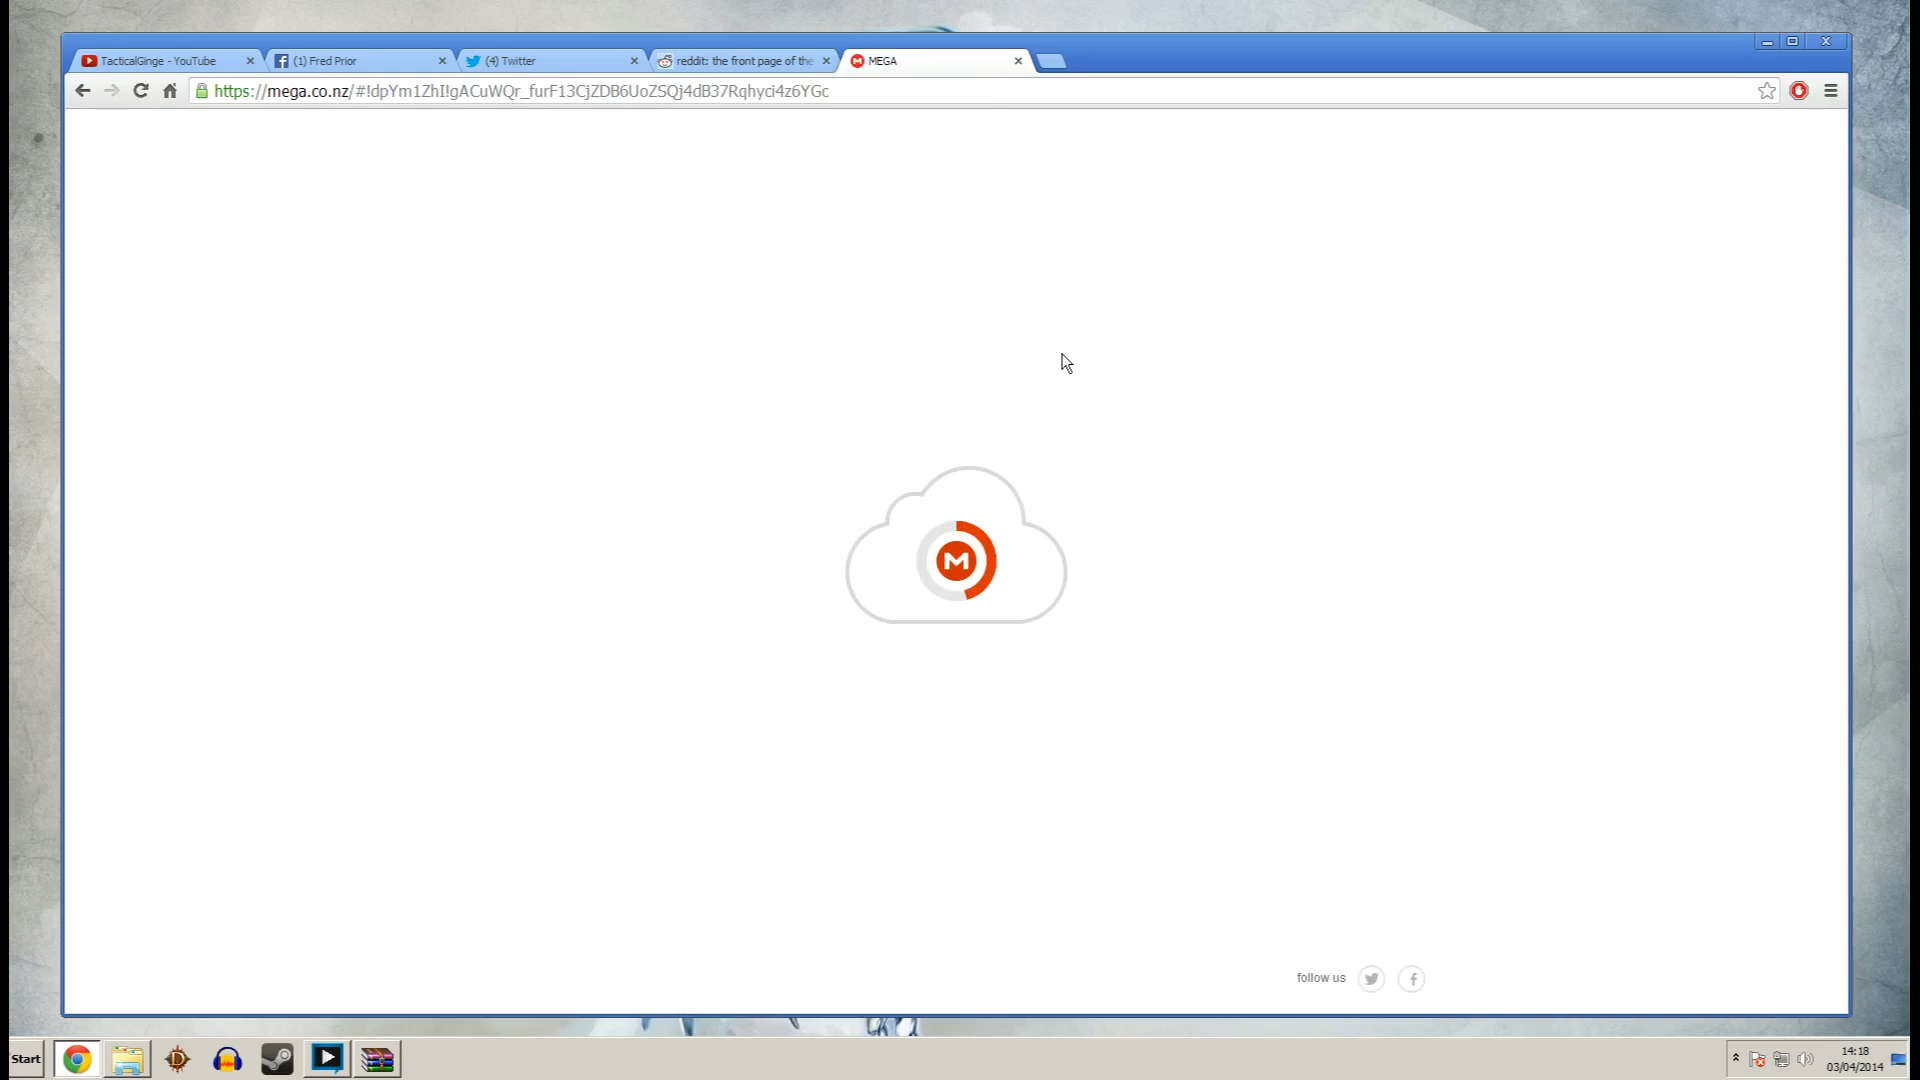 TacticalGinge - YouTube
(1) Fred Prior
(4) Twitter
reddit: the front page of the
MEGA
https://mega.co.nz/#!dpYm1ZhI!gACuWQr_furF13CjZDB6UoZSQj4dB37Rqhyci4z6YGc
M
follow us
Start
14:18
03/04/2014